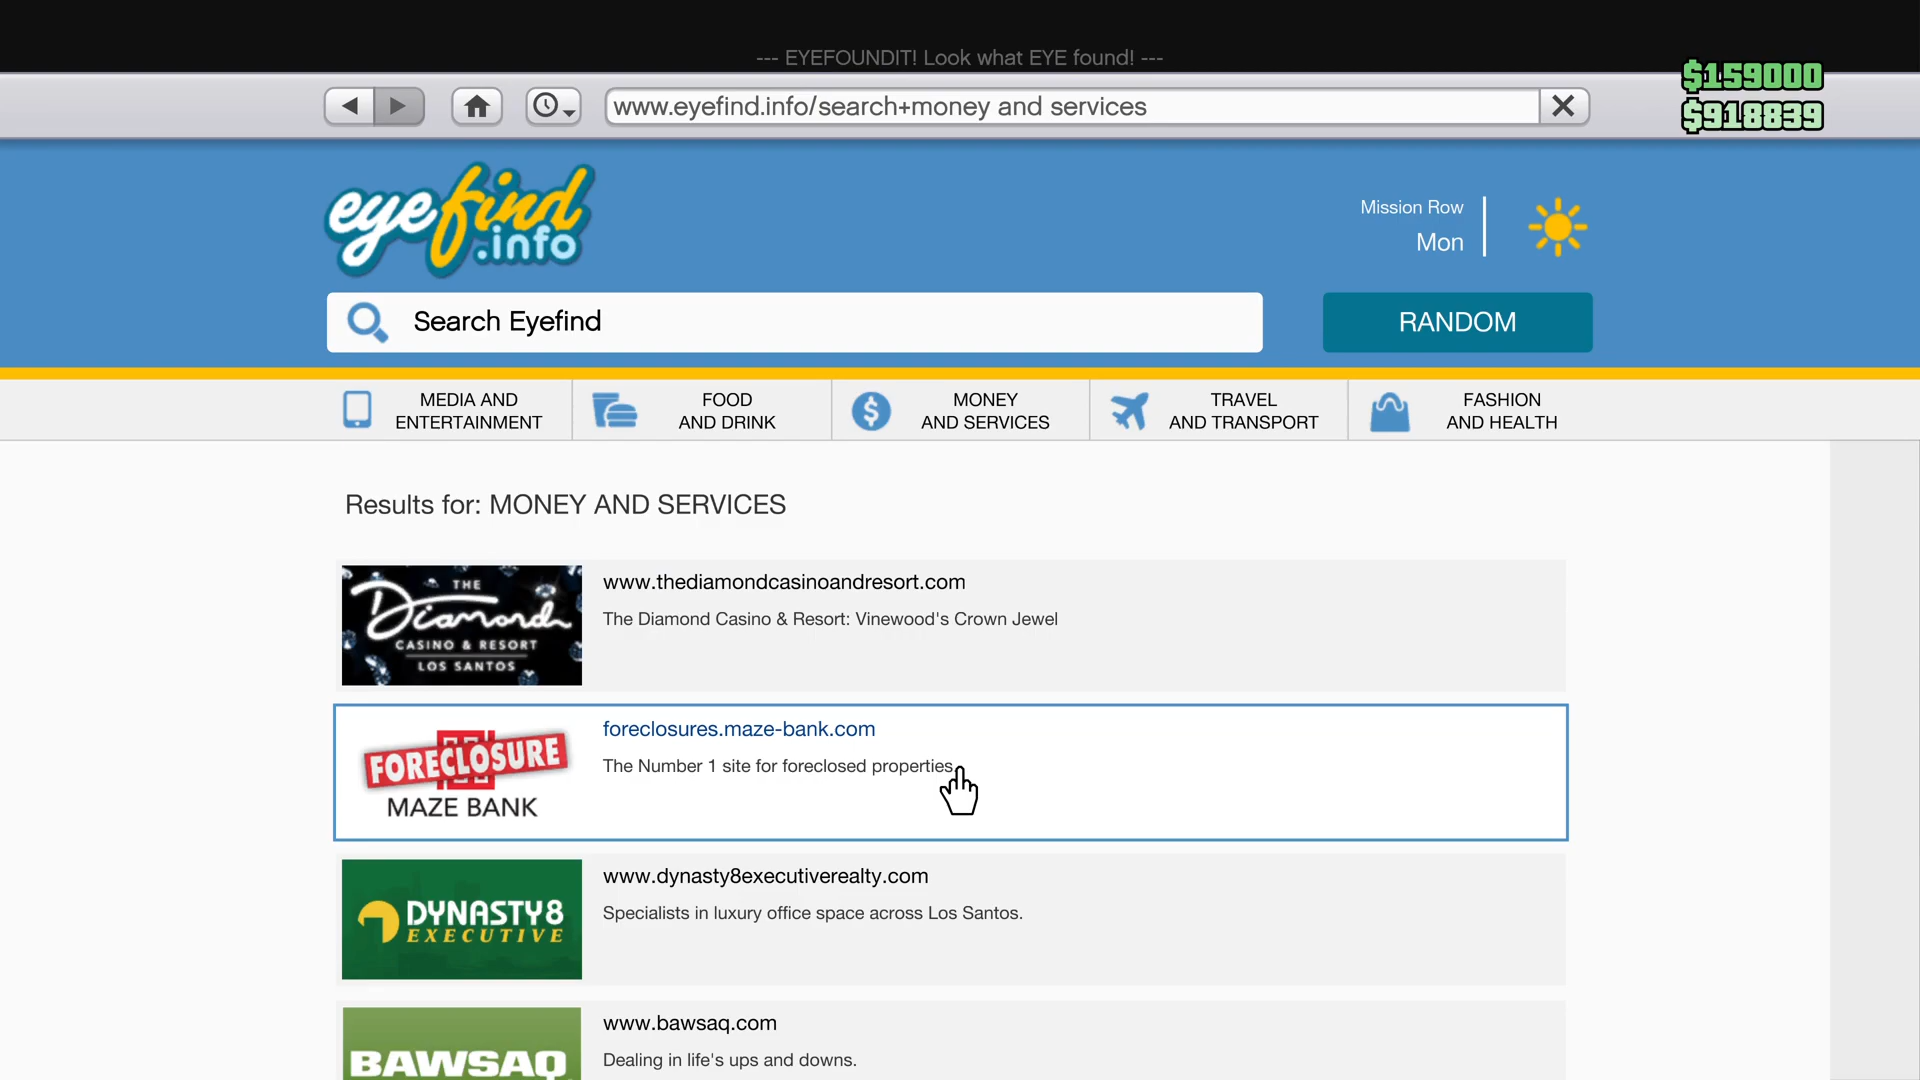 --- EYEFOUNDIT! Look what EYE found! ---
$159000
www.eyefind.info/search+money and services
$918839
eyefind
.info
Mission Row
Mon
Search Eyefind
RANDOM
MEDIA AND
ENTERTAINMENT
FOOD
AND DRINK
MONEY
AND SERVICES
TRAVEL
AND TRANSPORT
FASHION
AND HEALTH
Results for: MONEY AND SERVICES
THE
Diamond
CASINO & RESORT
LOS SANTOS
www.thediamondcasinoandresort.com
The Diamond Casino & Resort: Vinewood's Crown Jewel
FORECLOSURE
MAZE BANK
foreclosures.maze-bank.com
The Number 1 site for foreclosed properties.
DYNASTY8
EXECUTIVE
www.dynasty8executiverealty.com
Specialists in luxury office space across Los Santos.
BAWSAQ
www.bawsaq.com
Dealing in life's ups and downs.